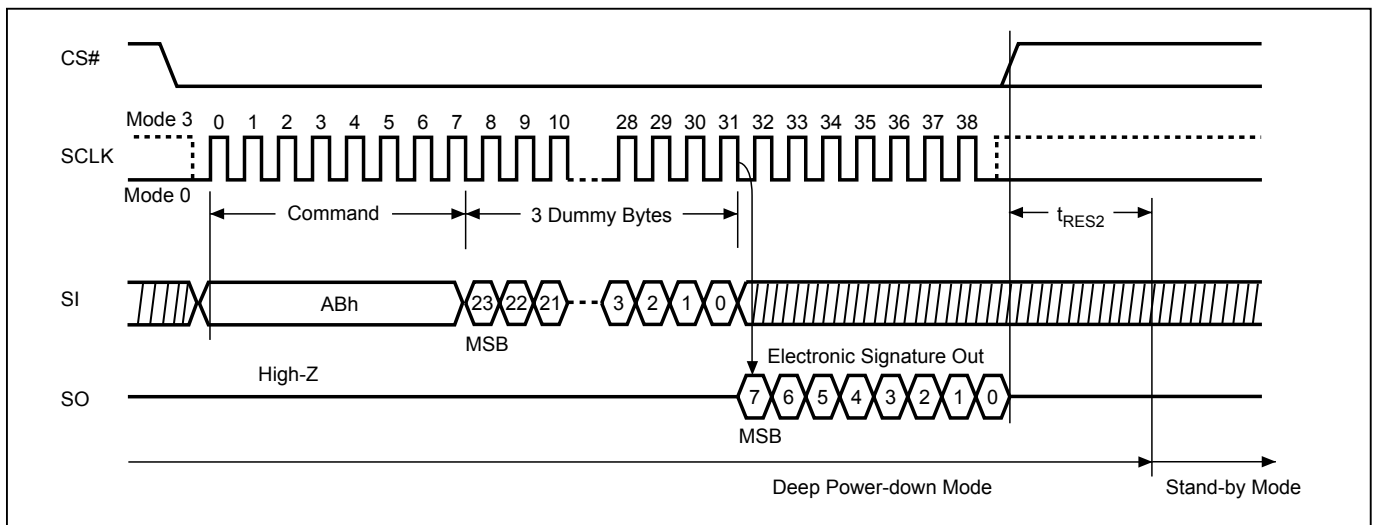 CS#
Mode 3 0 1 2 3 4 5 6 7 8 9 10 28 29 30 31 32 33 34 35 36 37 38
SCLK
Mode 0
Command 3 Dummy Bytes tRES2
SI ABh 23 22 21 3 2 1 0
MSB
Electronic Signature Out
High-Z
SO 7 6 5 4 3 2 1 0
MSB
Deep Power-down Mode Stand-by Mode